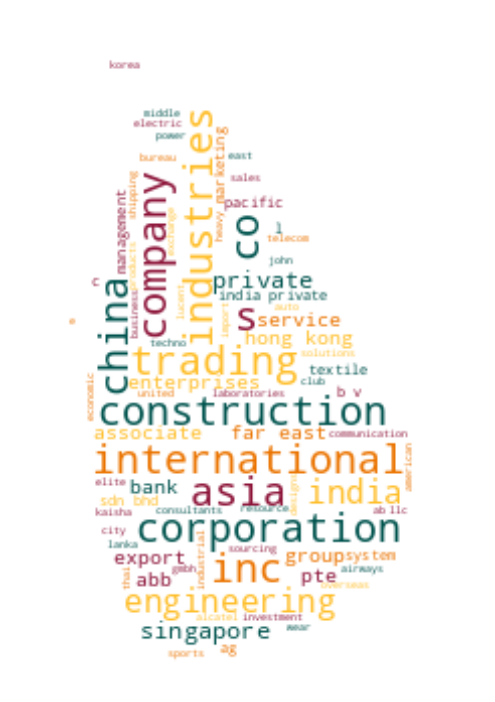 korea
middle
electric
power
industries
bureau
east
marketing
sales
shipping
company
management
pacific
heavy
exchange
co
l
telecom
john
products
c
private
india private
china
business
lucent
import
auto
s
service
e
techno
hong kong
trading
solutions
textile
enterprises
club
economic
united
laboratories
b v
construction
associate
far east
communication
international
american
elite
bank
asia
india
designs
sdn bhd
kaisha
consultants
resource
ab
llc
city
corporation
lanka
sourcing
export
industrial
group
system
thai
abb
gmbh
inc
pte
airways
overseas
engineering
alcatel
investment
singapore
wear
sports
ag